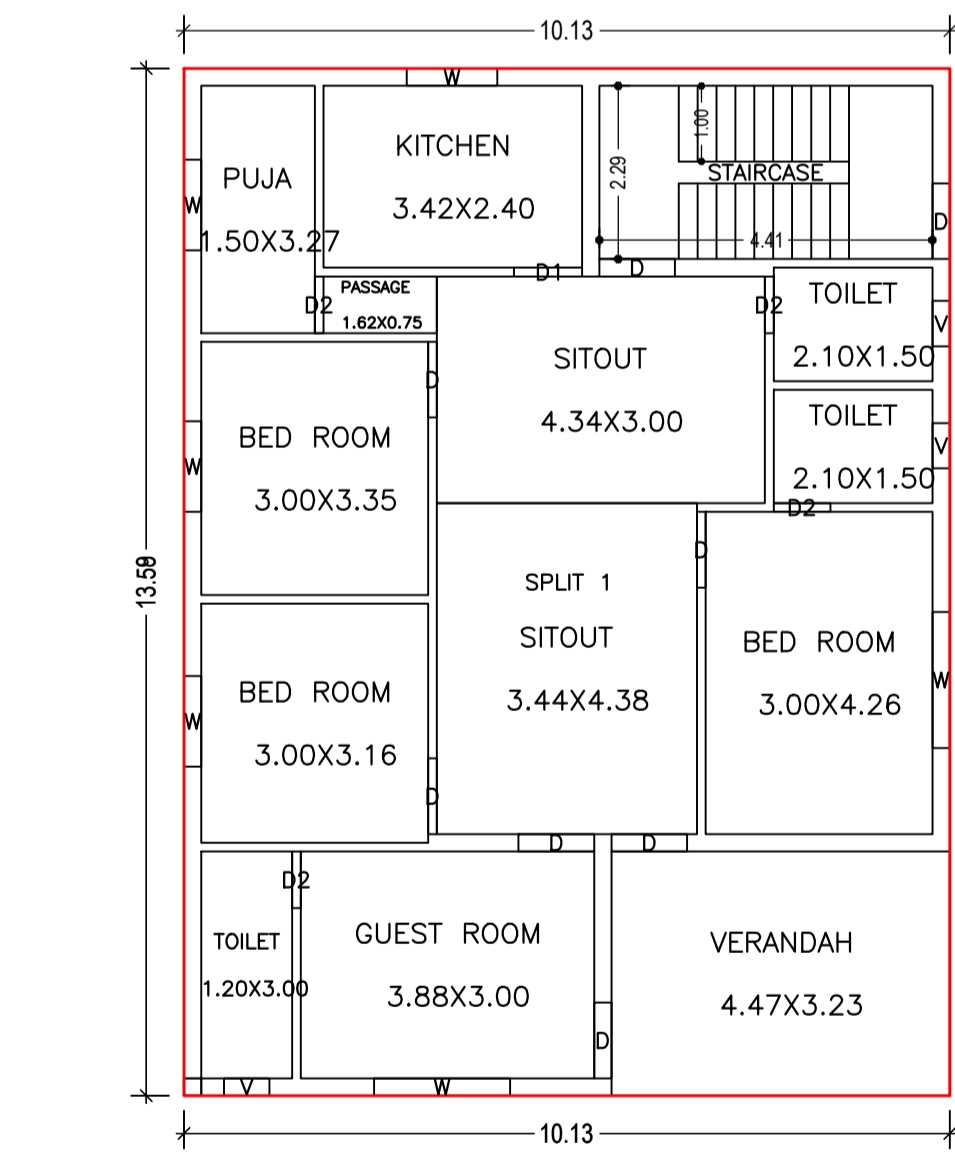 10.13
W
KITCHEN
3.42X2.40
PUJA
1.50X3.27
W
1.00
2.29
STAIRCASE
4.41
D
D1
D
PASSAGE
1.62X0.75
D2
D2
TOILET
2.10X1.50
V
SITOUT
4.34X3.00
D
TOILET
2.10X1.50
V
D2
BED ROOM
3.00X3.35
W
D
SPLIT 1
SITOUT
3.44X4.38
BED ROOM
3.00X4.26
W
BED ROOM
3.00X3.16
W
D
D
D
D2
TOILET
1.20X3.00
GUEST ROOM
3.88X3.00
VERANDAH
4.47X3.23
D
V
W
10.13